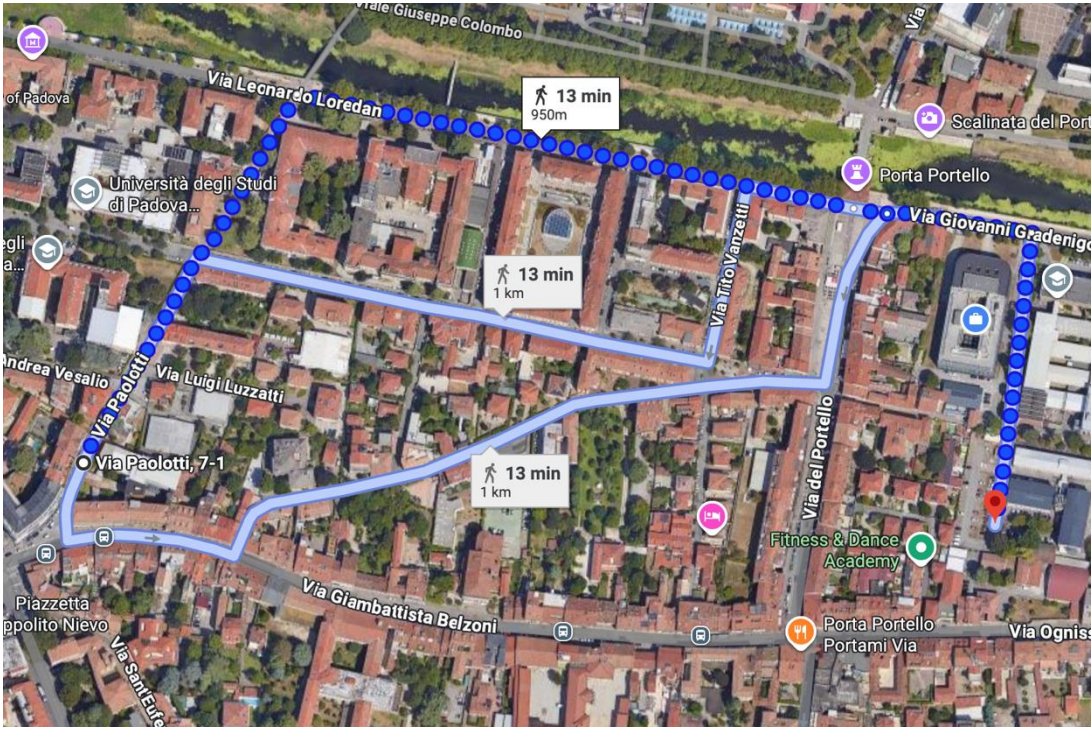 Viale Giuseppe Colombo
Via
of Padova
Via Leonardo Loredan
13 min
950m
Scalinata del Port
Università degli Studi
di Padova...
Porta Portello
Via Giovanni Gradenigo
egli
a...
13 min
1 km
Via Tito Vanzetti
Andrea Vesalio
Via Paolotti
Via Luigi Luzzatti
Via Paolotti, 7-1
13 min
1 km
Via del Portello
Fitness & Dance
Academy
Piazzetta
ppolito Nievo
Via Giambattista Belzoni
Porta Portello
Portami Via
Via Ogniss
Via Sant'Eufe